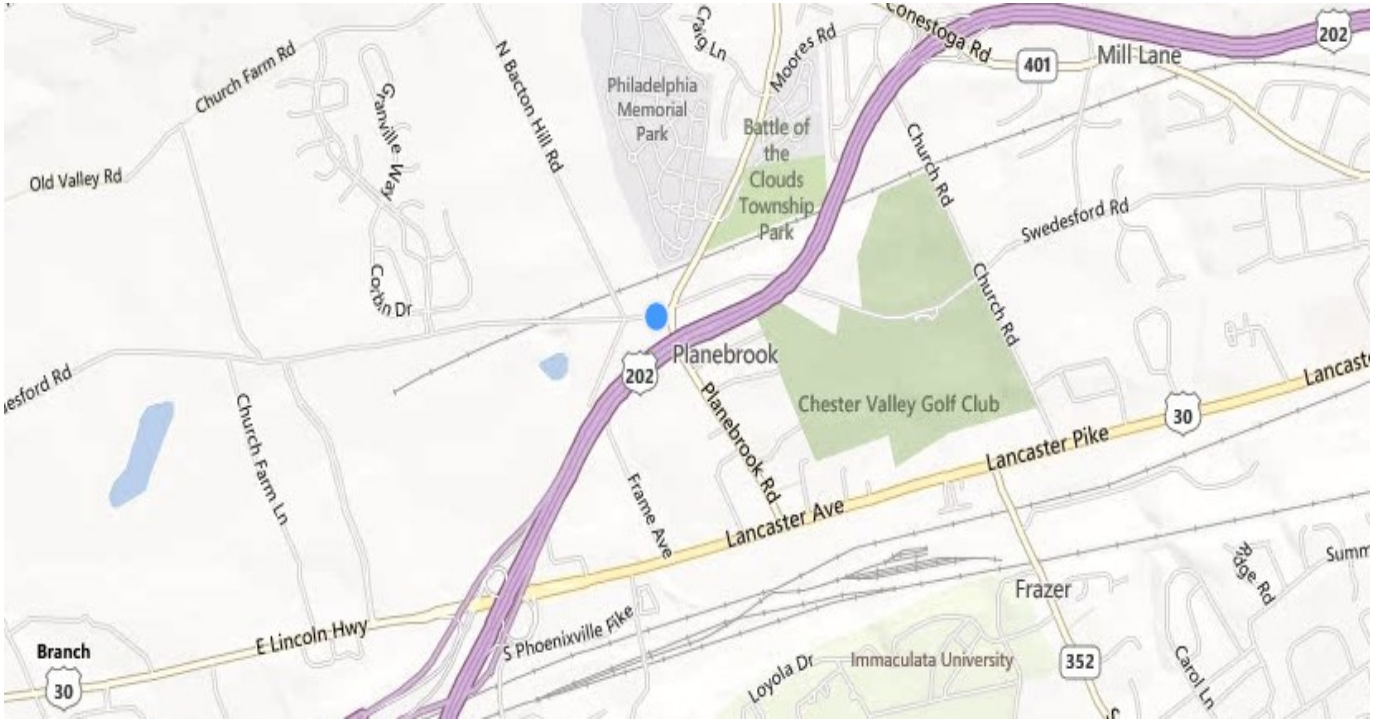 Craig Ln
Conestoga Rd
202
Moores Rd
401
Mill Lane
Church Farm Rd
N Bacton Hill Rd
Philadelphia
Memorial
Park
Granville Way
Battle of
the
Clouds
Township
Park
Church Rd
Old Valley Rd
Swedesford Rd
Corbin Dr
Church Rd
Planebrook
202
esford Rd
Lancast
Church Farm Ln
Planebrook Rd
Chester Valley Golf Club
30
Lancaster Pike
Frame Ave
Lancaster Ave
Summ
Frazer
E Lincoln Hwy
S Phoenixville Pike
Branch
30
Loyola Dr
Immaculata University
352
Carol Ln
S